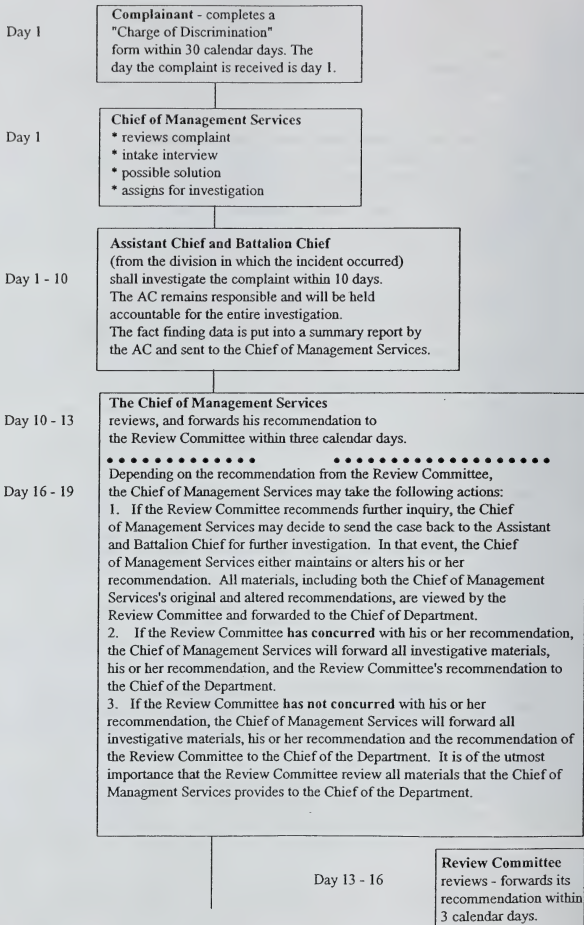 Day 1
Complainant - completes a
"Charge of Discrimination"
form within 30 calendar days. The
day the complaint is received is day 1.
Day 1
Chief of Management Services
* reviews complaint
* intake interview
* possible solution
* assigns for investigation
Day 1 - 10
Assistant Chief and Battalion Chief
(from the division in which the incident occurred)
shall investigate the complaint within 10 days.
The AC remains responsible and will be held
accountable for the entire investigation.
The fact finding data is put into a summary report by
the AC and sent to the Chief of Management Services.
Day 10 - 13
The Chief of Management Services
reviews, and forwards his recommendation to
the Review Committee within three calendar days.
Day 16 - 19
Depending on the recommendation from the Review Committee,
the Chief of Management Services may take the following actions:
1. If the Review Committee recommends further inquiry, the Chief
of Management Services may decide to send the case back to the Assistant
and Battalion Chief for further investigation. In that event, the Chief
of Management Services either maintains or alters his or her
recommendation. All materials, including both the Chief of Management
Services's original and altered recommendations, are viewed by the
Review Committee and forwarded to the Chief of Department.
2. If the Review Committee has concurred with his or her recommendation,
the Chief of Management Services will forward all investigative materials,
his or her recommendation, and the Review Committee's recommendation to
the Chief of the Department.
3. If the Review Committee has not concurred with his or her
recommendation, the Chief of Management Services will forward all
investigative materials, his or her recommendation and the recommendation of
the Review Committee to the Chief of the Department. It is of the utmost
importance that the Review Committee review all materials that the Chief of
Managment Services provides to the Chief of the Department.
Day 13 - 16
Review Committee
reviews - forwards its
recommendation within
3 calendar days.